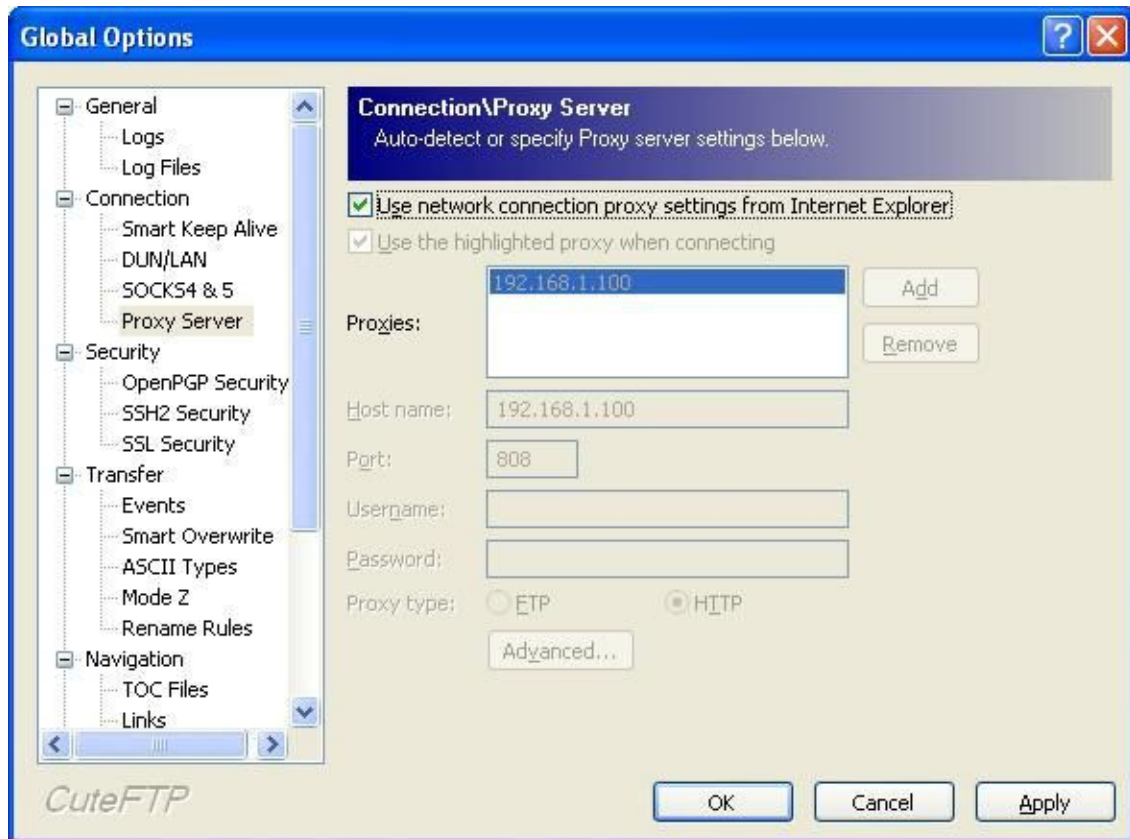 Global Options
General
Logs
Log Files
Connection
Smart Keep Alive
DUN/LAN
SOCKS4 & 5
Proxy Server
Security
OpenPGP Security
SSH2 Security
SSL Security
Transfer
Events
Smart Overwrite
ASCII Types
Mode Z
Rename Rules
Navigation
TOC Files
Links
Connection\Proxy Server
Auto-detect or specify Proxy server settings below.
Use network connection proxy settings from Internet Explorer
Use the highlighted proxy when connecting
Proxies:
192.168.1.100
Add
Remove
Host name: 192.168.1.100
Port: 808
Username:
Password:
Proxy type: FTP HTTP
Advanced...
CuteFTP
OK Cancel Apply